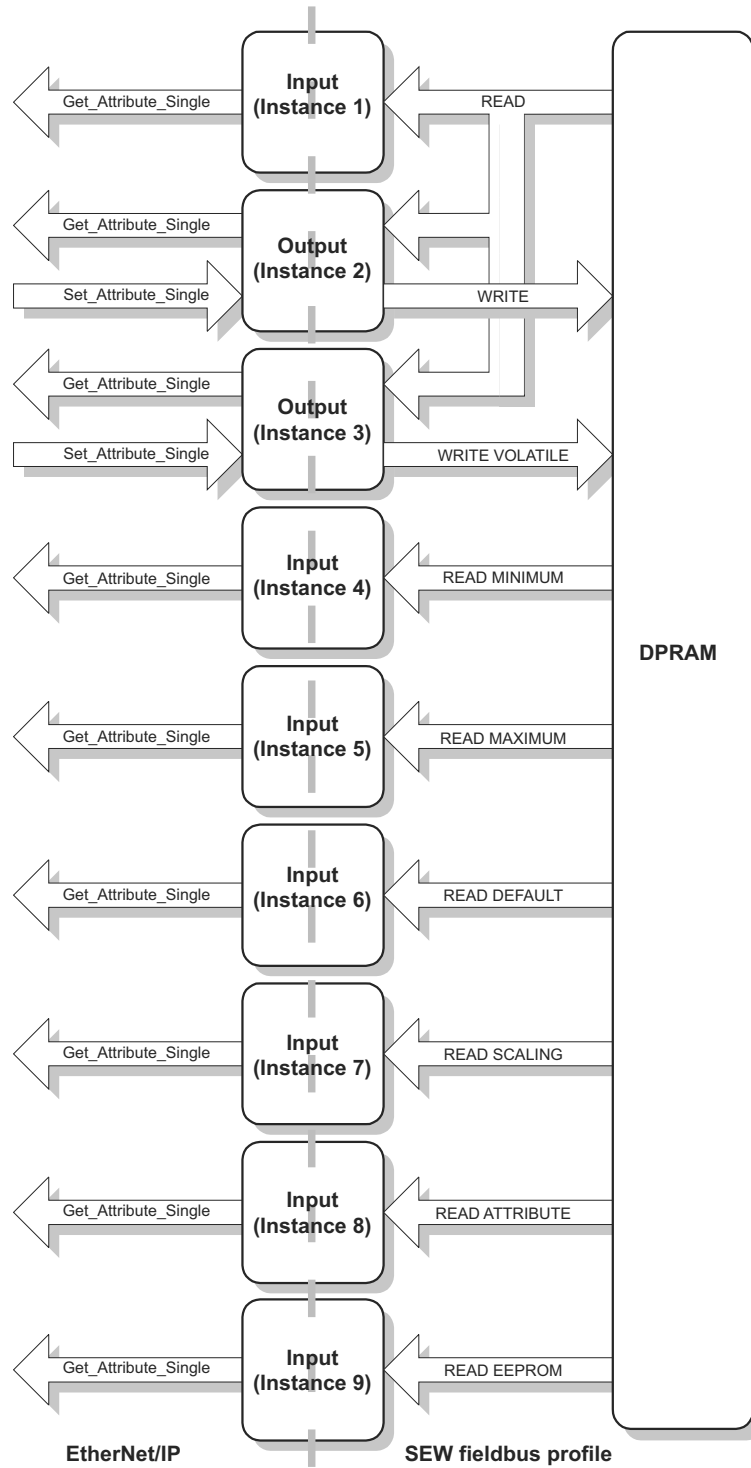 Input
(Instance 1)
Get_Attribute_Single
READ
Get_Attribute_Single
Output
(Instance 2)
Set_Attribute_Single
WRITE
Get_Attribute_Single
Output
(Instance 3)
Set_Attribute_Single
WRITE VOLATILE
Input
(Instance 4)
Get_Attribute_Single
READ MINIMUM
DPRAM
Input
(Instance 5)
Get_Attribute_Single
READ MAXIMUM
Input
(Instance 6)
Get_Attribute_Single
READ DEFAULT
Input
(Instance 7)
Get_Attribute_Single
READ SCALING
Input
(Instance 8)
Get_Attribute_Single
READ ATTRIBUTE
Input
(Instance 9)
Get_Attribute_Single
READ EEPROM
EtherNet/IP
SEW fieldbus profile